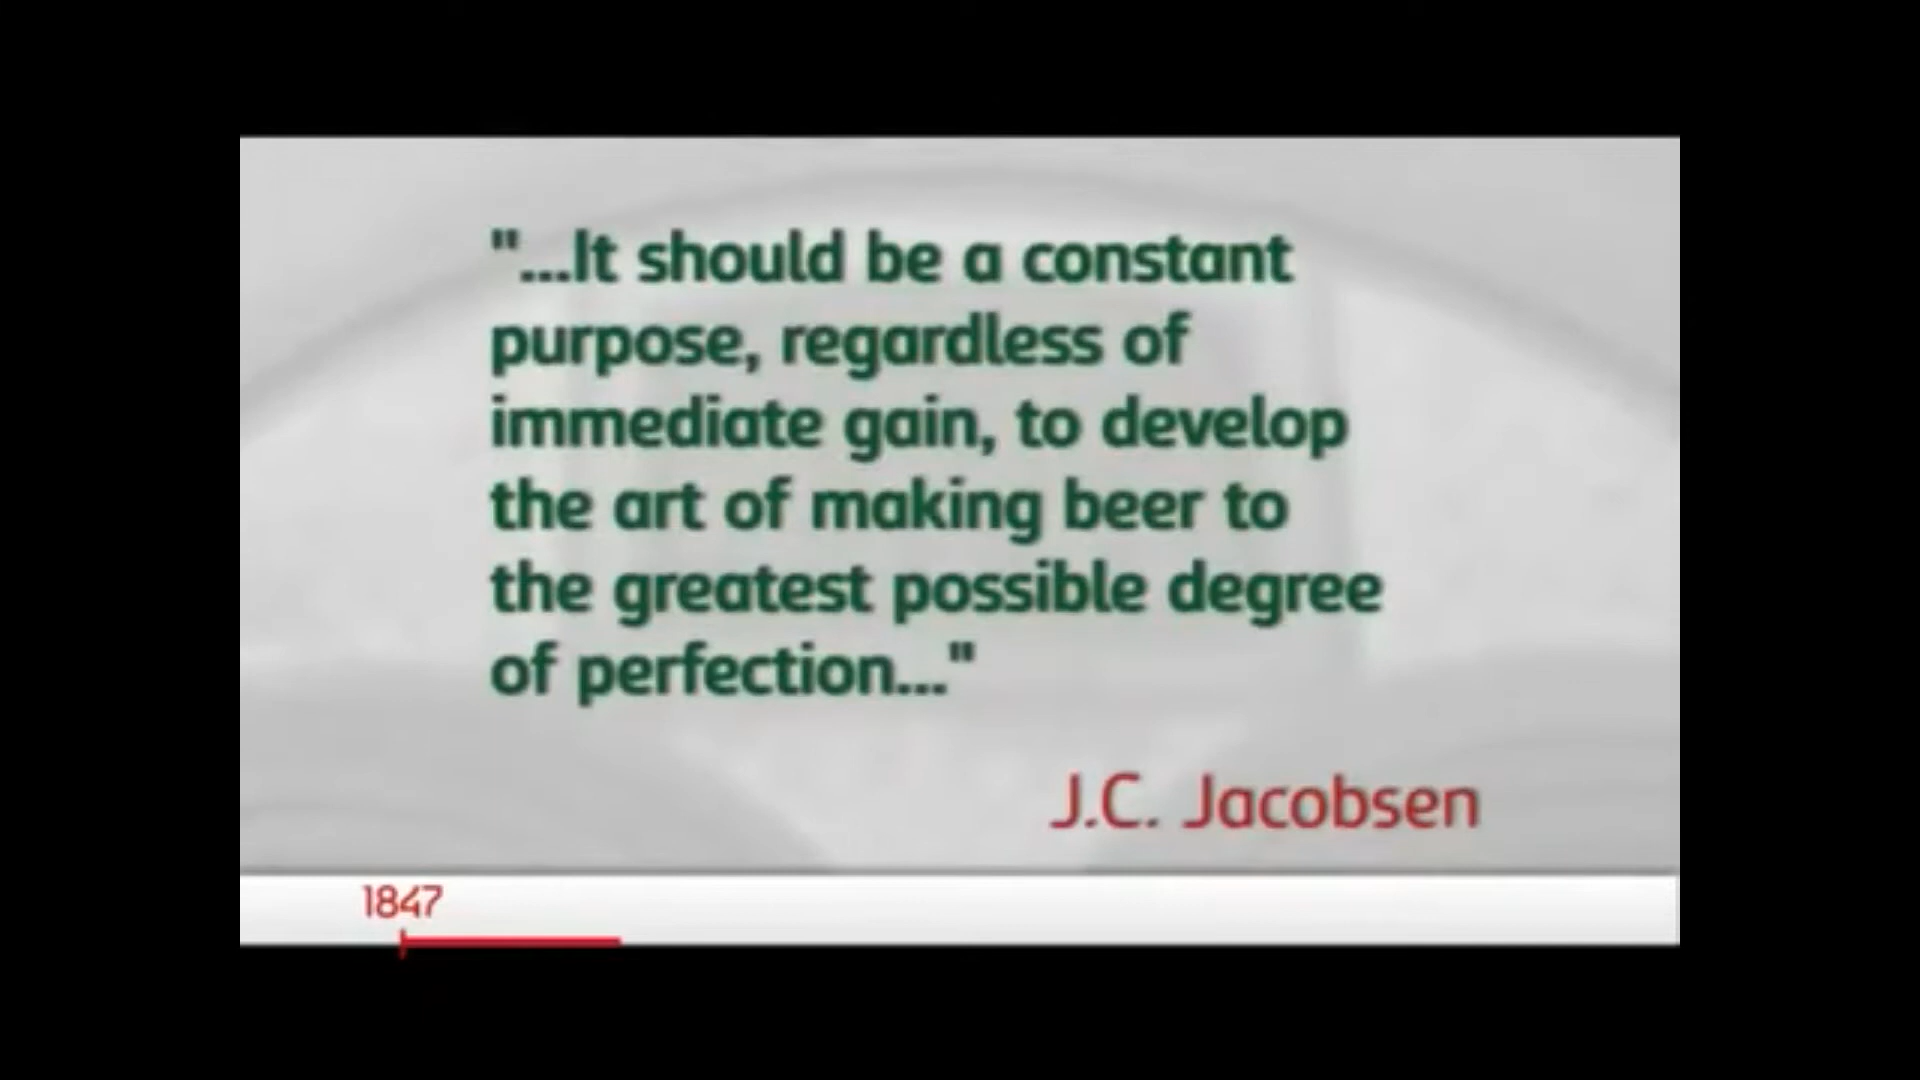 "...It should be a constant
purpose, regardless of
immediate gain, to develop
the art of making beer to
the greatest possible degree
of perfection..."
J.C. Jacobsen
1847